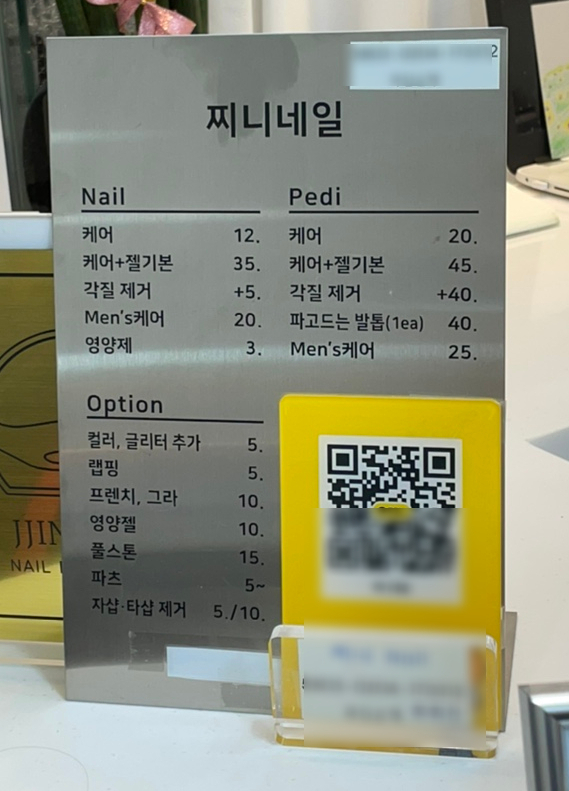 찌니네일
Nail
케어 12.
케어+젤기본 35.
각질 제거 +5.
Men's케어 20.
영양제 3.
Pedi
케어 20.
케어+젤기본 45.
각질 제거 +40.
파고드는 발톱(1ea) 40.
Men's케어 25.
Option
컬러, 글리터 추가 5.
랩핑 5.
프렌치, 그라 10.
영양젤 10.
풀스톤 15.
파츠 5~
자샵·타샵 제거 5./10.
NAIL